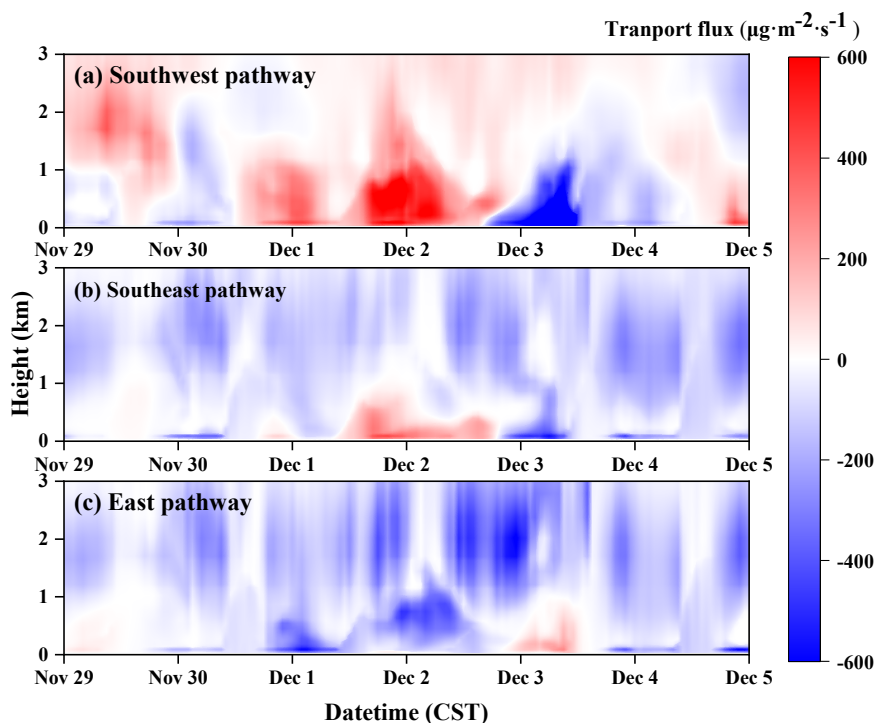 Tranport flux (μg·m⁻²·s⁻¹)
(a) Southwest pathway
3
2
1
0
Nov 29 Nov 30 Dec 1 Dec 2 Dec 3 Dec 4 Dec 5
(b) Southeast pathway
3
2
1
0
Nov 29 Nov 30 Dec 1 Dec 2 Dec 3 Dec 4 Dec 5
(c) East pathway
3
2
1
0
Nov 29 Nov 30 Dec 1 Dec 2 Dec 3 Dec 4 Dec 5
Height (km)
Datetime (CST)
600
400
200
0
-200
-400
-600